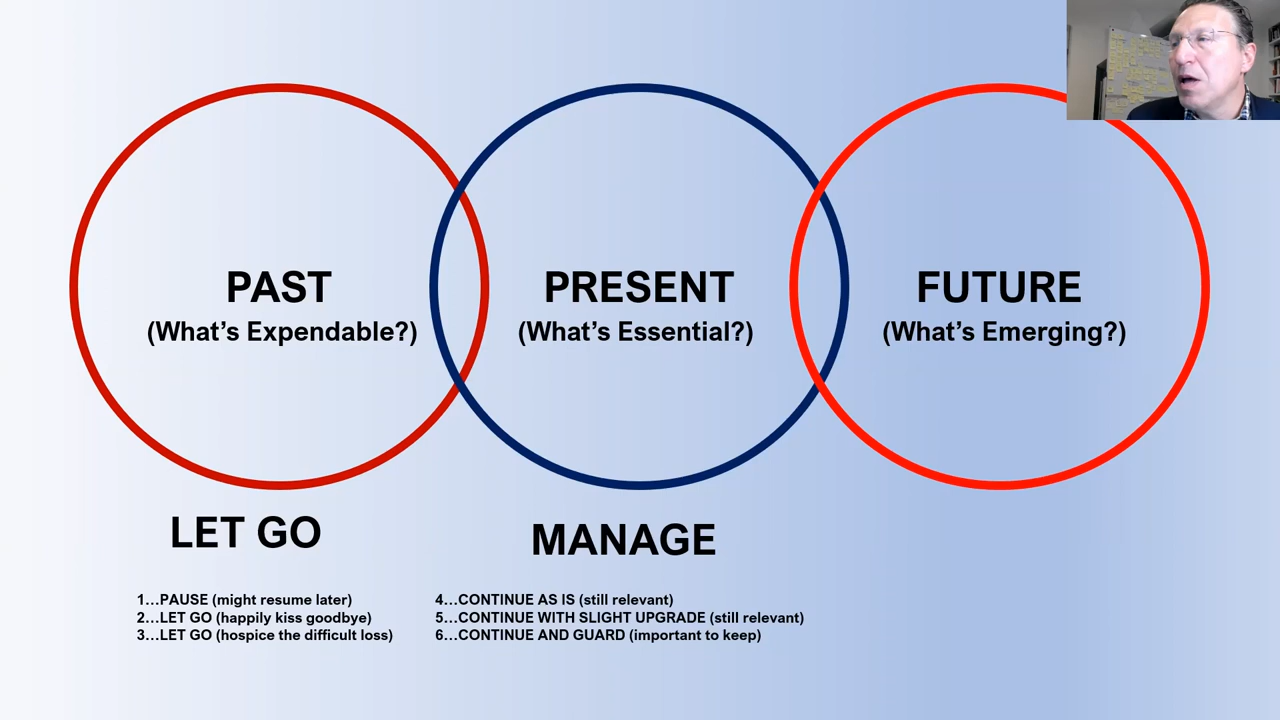 PAST
(What’s Expendable?)
PRESENT
(What’s Essential?)
FUTURE
(What’s Emerging?)
LET GO
1…PAUSE (might resume later)
2…LET GO (happily kiss goodbye)
3…LET GO (hospice the difficult loss)
MANAGE
4…CONTINUE AS IS (still relevant)
5…CONTINUE WITH SLIGHT UPGRADE (still relevant)
6…CONTINUE AND GUARD (important to keep)